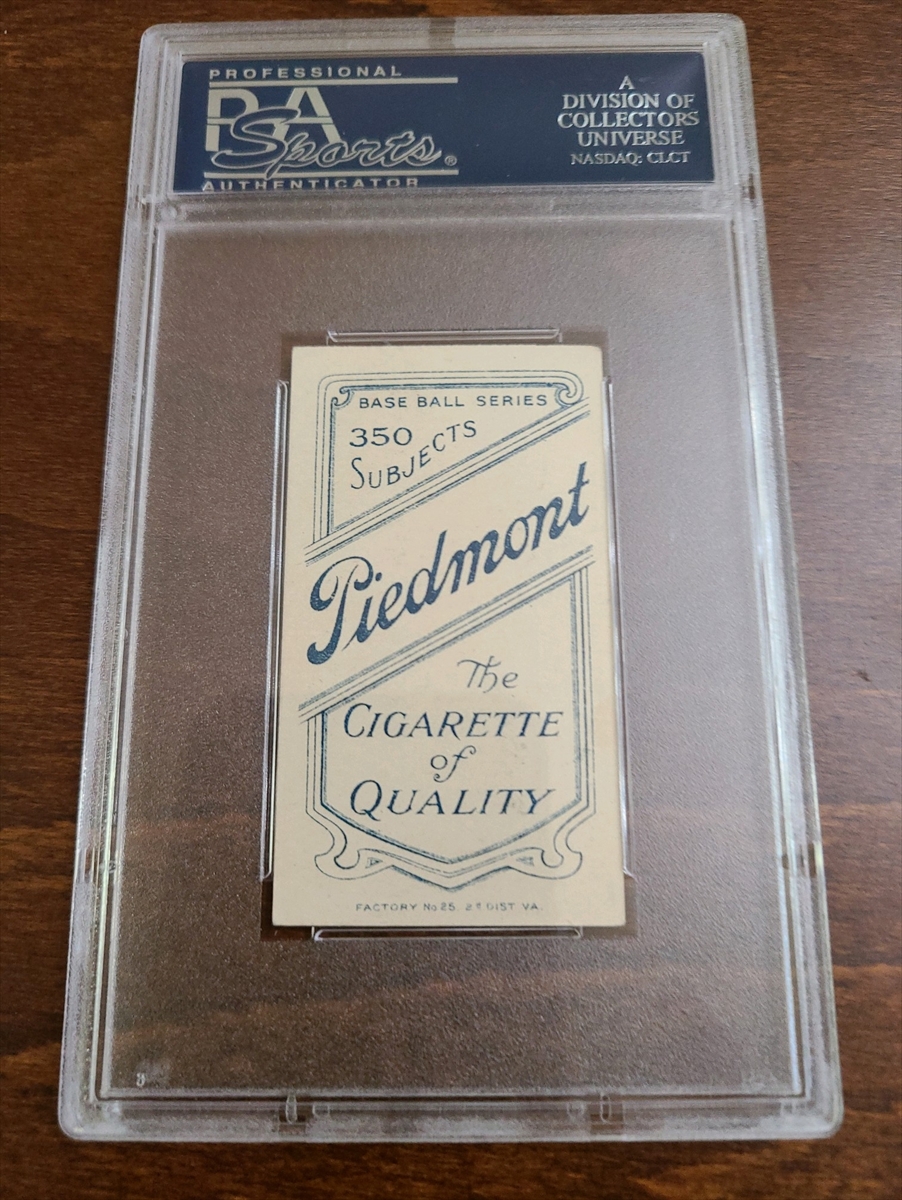 PROFESSIONAL
PSA
Sports®
AUTHENTICATOR
A
DIVISION OF
COLLECTORS
UNIVERSE
NASDAQ: CLCT
BASE BALL SERIES
350
SUBJECTS
Piedmont
The
CIGARETTE
of
QUALITY
FACTORY No 25. 2ᴰ DIST VA.